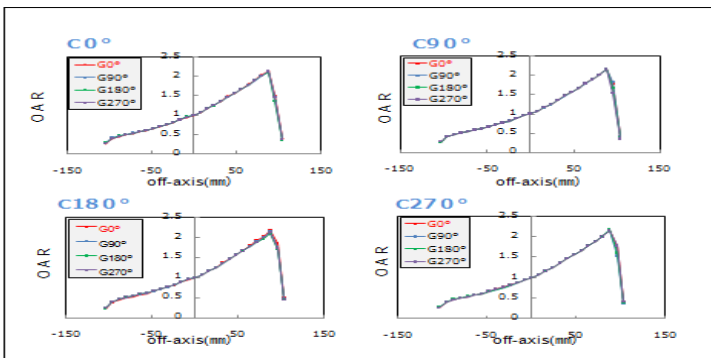 C0°
2.5
G0°
G90°
G180°
G270°
2
1.5
1
0.5
0
OAR
-150
-50
50
150
off-axis(mm)
C90°
2.5
G0°
G90°
G180°
G270°
2
1.5
1
0.5
0
OAR
-150
-50
50
150
off-axis(mm)
C180°
2.5
G0°
G90°
G180°
G270°
2
1.5
1
0.5
0
OAR
-150
-50
50
150
off-axis(mm)
C270°
2.5
G0°
G90°
G180°
G270°
2
1.5
1
0.5
0
OAR
-150
-50
50
150
off-axis(mm)